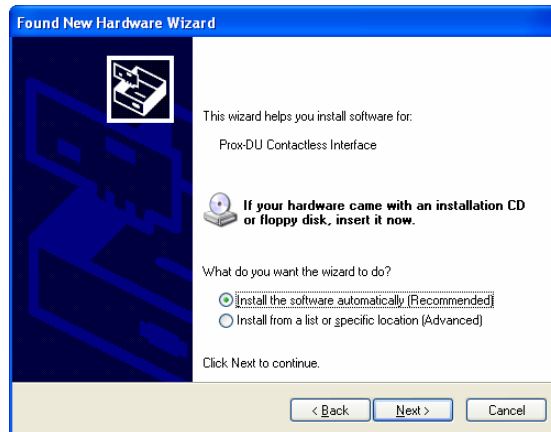 Found New Hardware Wizard
This wizard helps you install software for:
Prox-DU Contactless Interface
If your hardware came with an installation CD
or floppy disk, insert it now.
What do you want the wizard to do?
Install the software automatically (Recommended)
Install from a list or specific location (Advanced)
Click Next to continue.
< Back Next > Cancel